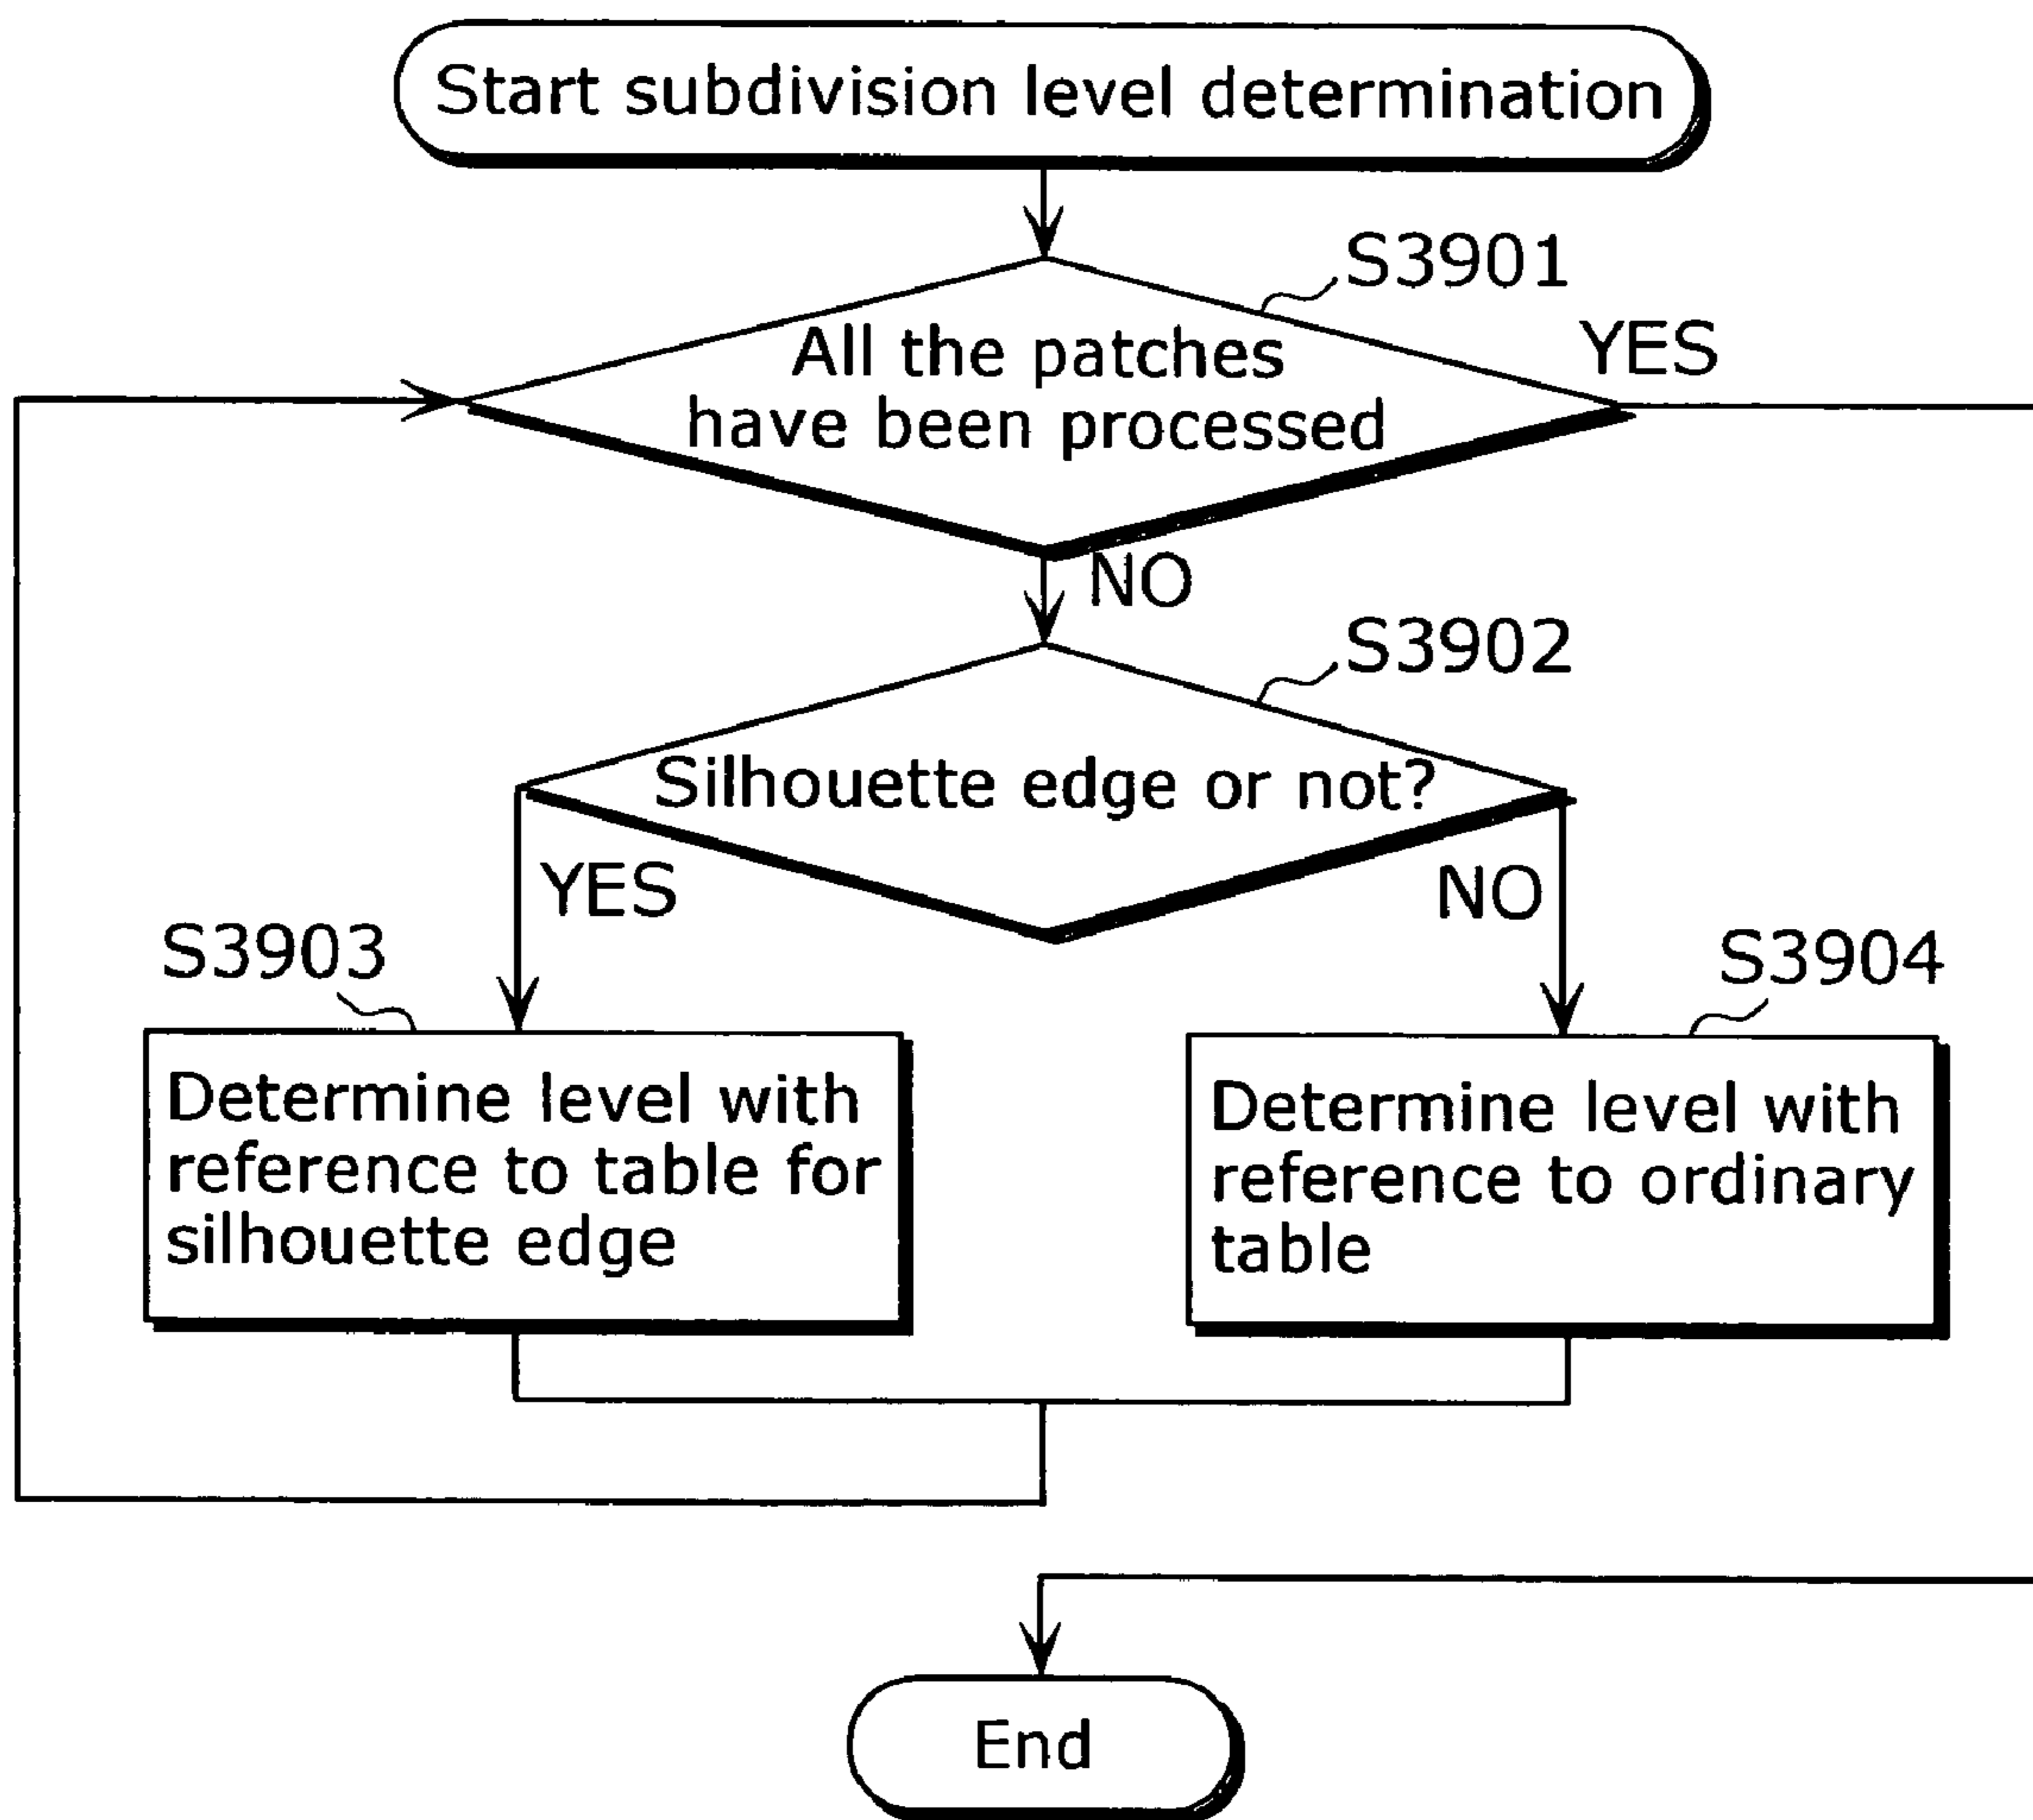 Start subdivision level determination
S3901
All the patches
have been processed
YES
NO
S3902
Silhouette edge or not?
YES
NO
S3903
S3904
Determine level with
reference to table for
silhouette edge
Determine level with
reference to ordinary
table
End